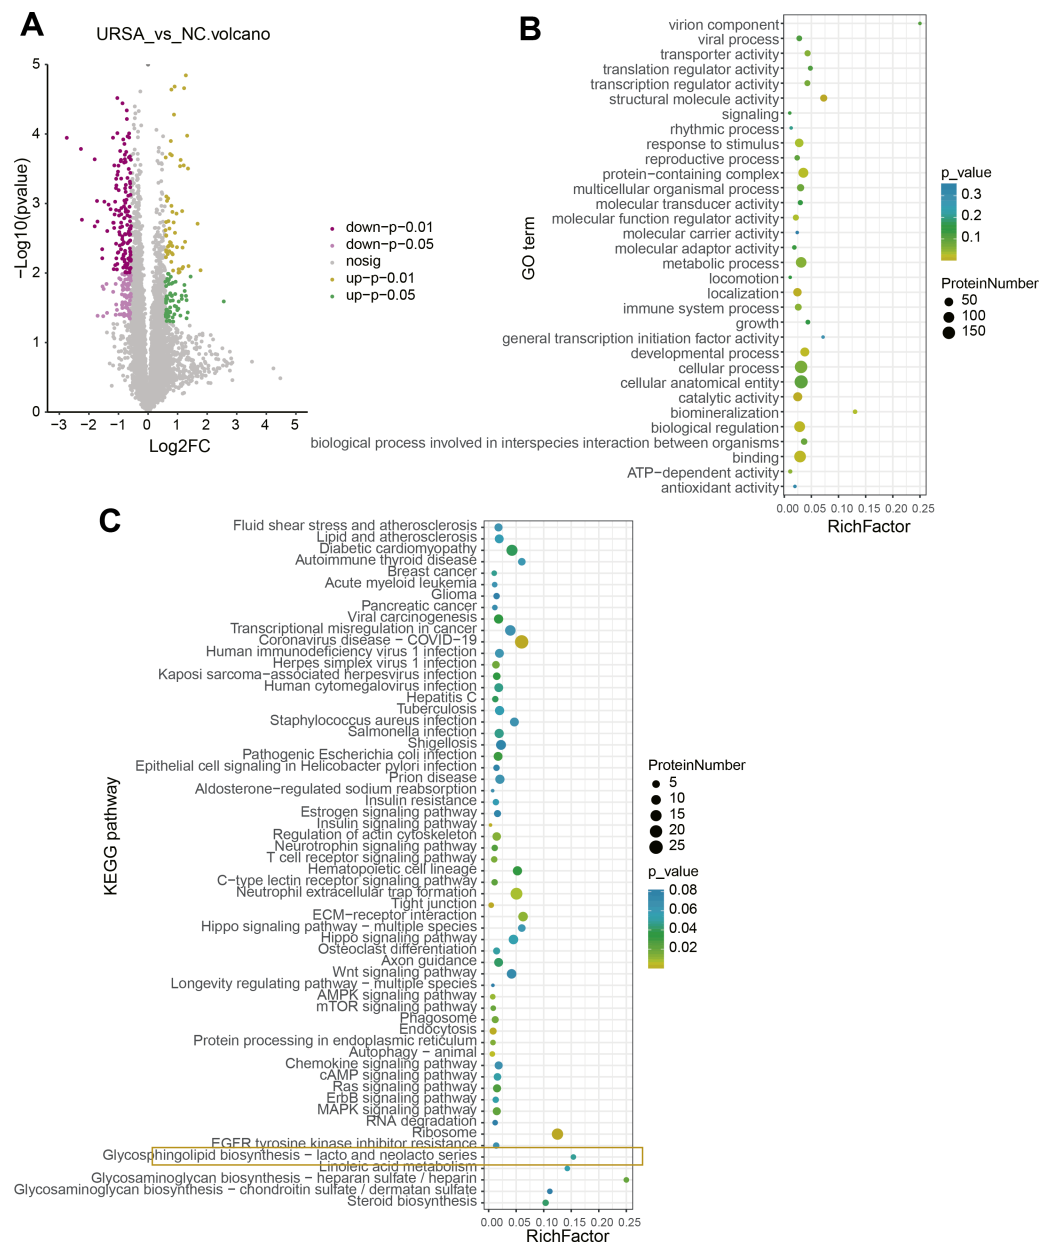 A
URSA_vs_NC.volcano
−Log10(pvalue)
5
4
3
2
1
0
−3 −2 −1 0 1 2 3 4 5
Log2FC
down−p−0.01
down−p−0.05
nosig
up−p−0.01
up−p−0.05
B
GO term
virion component
viral process
transporter activity
translation regulator activity
transcription regulator activity
structural molecule activity
signaling
rhythmic process
response to stimulus
reproductive process
protein−containing complex
multicellular organismal process
molecular transducer activity
molecular function regulator activity
molecular carrier activity
molecular adaptor activity
metabolic process
locomotion
localization
immune system process
growth
general transcription initiation factor activity
developmental process
cellular process
cellular anatomical entity
catalytic activity
biomineralization
biological regulation
biological process involved in interspecies interaction between organisms
binding
ATP−dependent activity
antioxidant activity
0.00 0.05 0.10 0.15 0.20 0.25
RichFactor
p_value
0.3
0.2
0.1
ProteinNumber
50
100
150
C
KEGG pathway
Fluid shear stress and atherosclerosis
Lipid and atherosclerosis
Diabetic cardiomyopathy
Autoimmune thyroid disease
Breast cancer
Acute myeloid leukemia
Glioma
Pancreatic cancer
Viral carcinogenesis
Transcriptional misregulation in cancer
Coronavirus disease − COVID−19
Human immunodeficiency virus 1 infection
Herpes simplex virus 1 infection
Kaposi sarcoma−associated herpesvirus infection
Human cytomegalovirus infection
Hepatitis C
Tuberculosis
Staphylococcus aureus infection
Salmonella infection
Shigellosis
Pathogenic Escherichia coli infection
Epithelial cell signaling in Helicobacter pylori infection
Prion disease
Aldosterone−regulated sodium reabsorption
Insulin resistance
Estrogen signaling pathway
Insulin signaling pathway
Regulation of actin cytoskeleton
Neurotrophin signaling pathway
T cell receptor signaling pathway
Hematopoietic cell lineage
C−type lectin receptor signaling pathway
Neutrophil extracellular trap formation
Tight junction
ECM−receptor interaction
Hippo signaling pathway − multiple species
Hippo signaling pathway
Osteoclast differentiation
Axon guidance
Wnt signaling pathway
Longevity regulating pathway − multiple species
AMPK signaling pathway
mTOR signaling pathway
Phagosome
Endocytosis
Protein processing in endoplasmic reticulum
Autophagy − animal
Chemokine signaling pathway
cAMP signaling pathway
Ras signaling pathway
ErbB signaling pathway
MAPK signaling pathway
RNA degradation
Ribosome
EGFR tyrosine kinase inhibitor resistance
Glycosphingolipid biosynthesis − lacto and neolacto series
Linoleic acid metabolism
Glycosaminoglycan biosynthesis − heparan sulfate / heparin
Glycosaminoglycan biosynthesis − chondroitin sulfate / dermatan sulfate
Steroid biosynthesis
0.00 0.05 0.10 0.15 0.20 0.25
RichFactor
ProteinNumber
5
10
15
20
25
p_value
0.08
0.06
0.04
0.02